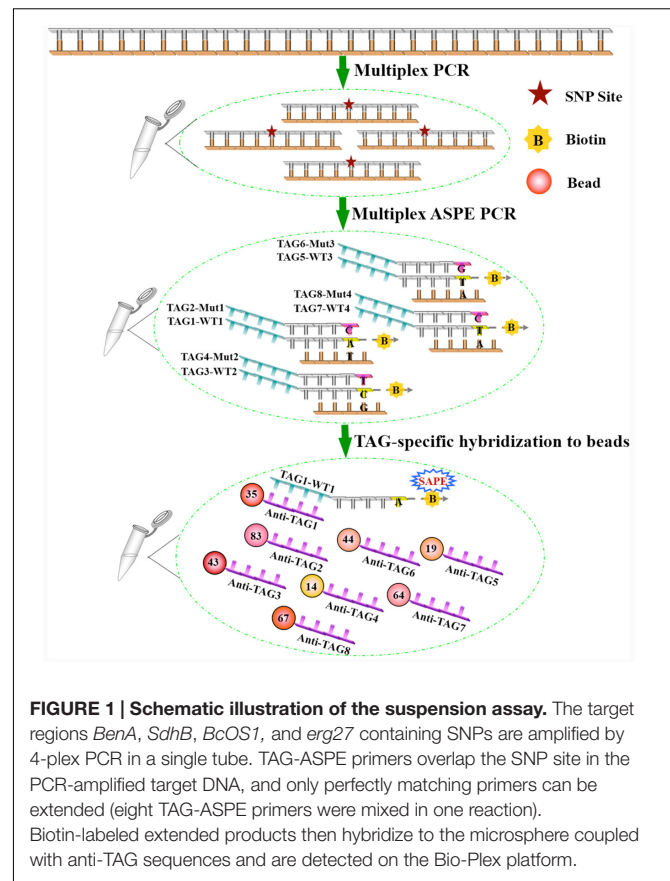 Multiplex PCR
SNP Site
B
Biotin
Bead
Multiplex ASPE PCR
TAG6-Mut3
TAG5-WT3
G
T
A
B
TAG8-Mut4
TAG7-WT4
C
T
A
B
TAG2-Mut1
TAG1-WT1
C
A
T
B
TAG4-Mut2
TAG3-WT2
T
C
G
B
TAG-specific hybridization to beads
TAG1-WT1
SAPE
A
B
35
Anti-TAG1
83
Anti-TAG2
44
Anti-TAG6
19
Anti-TAG5
43
Anti-TAG3
14
Anti-TAG4
64
Anti-TAG7
67
Anti-TAG8
FIGURE 1 | Schematic illustration of the suspension assay. The target
regions BenA, SdhB, BcOS1, and erg27 containing SNPs are amplified by
4-plex PCR in a single tube. TAG-ASPE primers overlap the SNP site in the
PCR-amplified target DNA, and only perfectly matching primers can be
extended (eight TAG-ASPE primers were mixed in one reaction).
Biotin-labeled extended products then hybridize to the microsphere coupled
with anti-TAG sequences and are detected on the Bio-Plex platform.